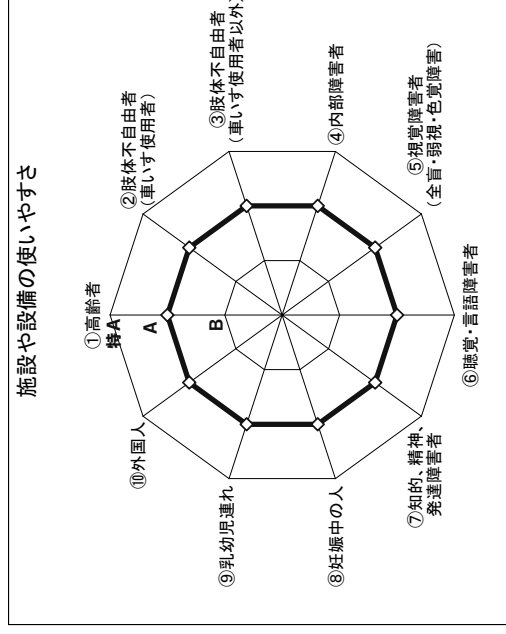 施設や設備の使いやすさ
①高齢者
特A
A
B
②肢体不自由者
(車いす使用者)
③肢体不自由者
(車いす使用者以外)
④内部障害者
⑤視覚障害者
(全盲・弱視・色覚障害)
⑥聴覚・言語障害者
⑦知的、精神、
発達障害者
⑧妊娠中の人
⑨乳幼児連れ
⑩外国人